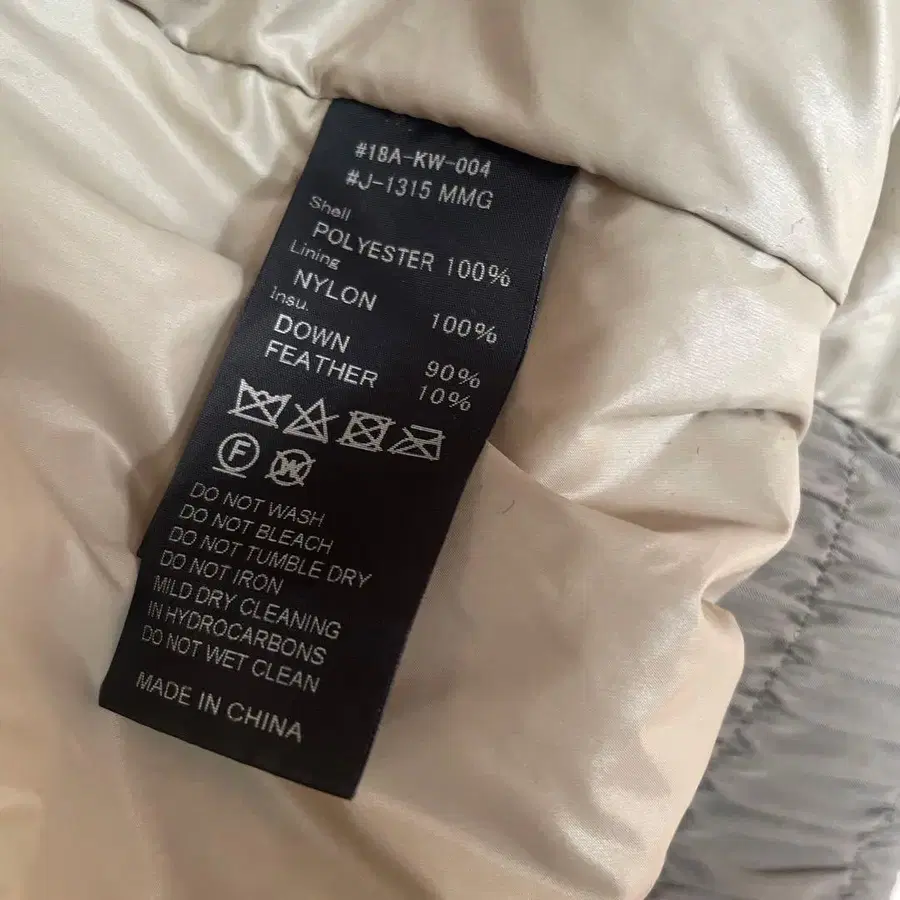 #18A-KW-004
#J-1315 MMG
Shell
POLYESTER 100%
Lining
NYLON 100%
Insu.
DOWN 90%
FEATHER 10%
F W
DO NOT WASH
DO NOT BLEACH
DO NOT TUMBLE DRY
DO NOT IRON
MILD DRY CLEANING
IN HYDROCARBONS
DO NOT WET CLEAN
MADE IN CHINA